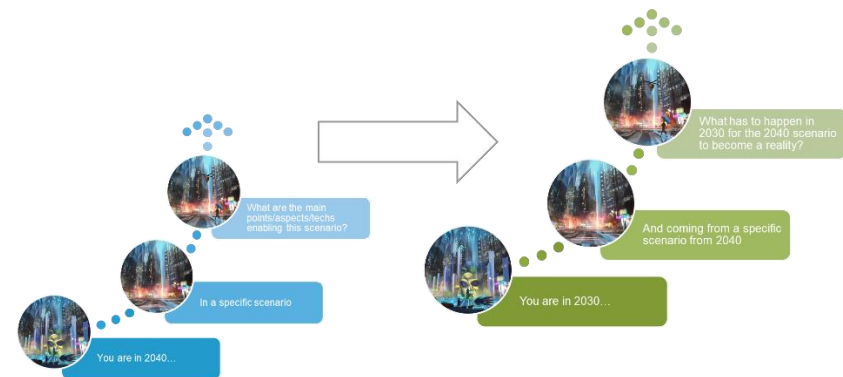 You are in 2040…
In a specific scenario
What are the main
points/aspects/techs
enabling this scenario?
You are in 2030…
And coming from a specific
scenario from 2040
What has to happen in
2030 for the 2040 scenario
to become a reality?